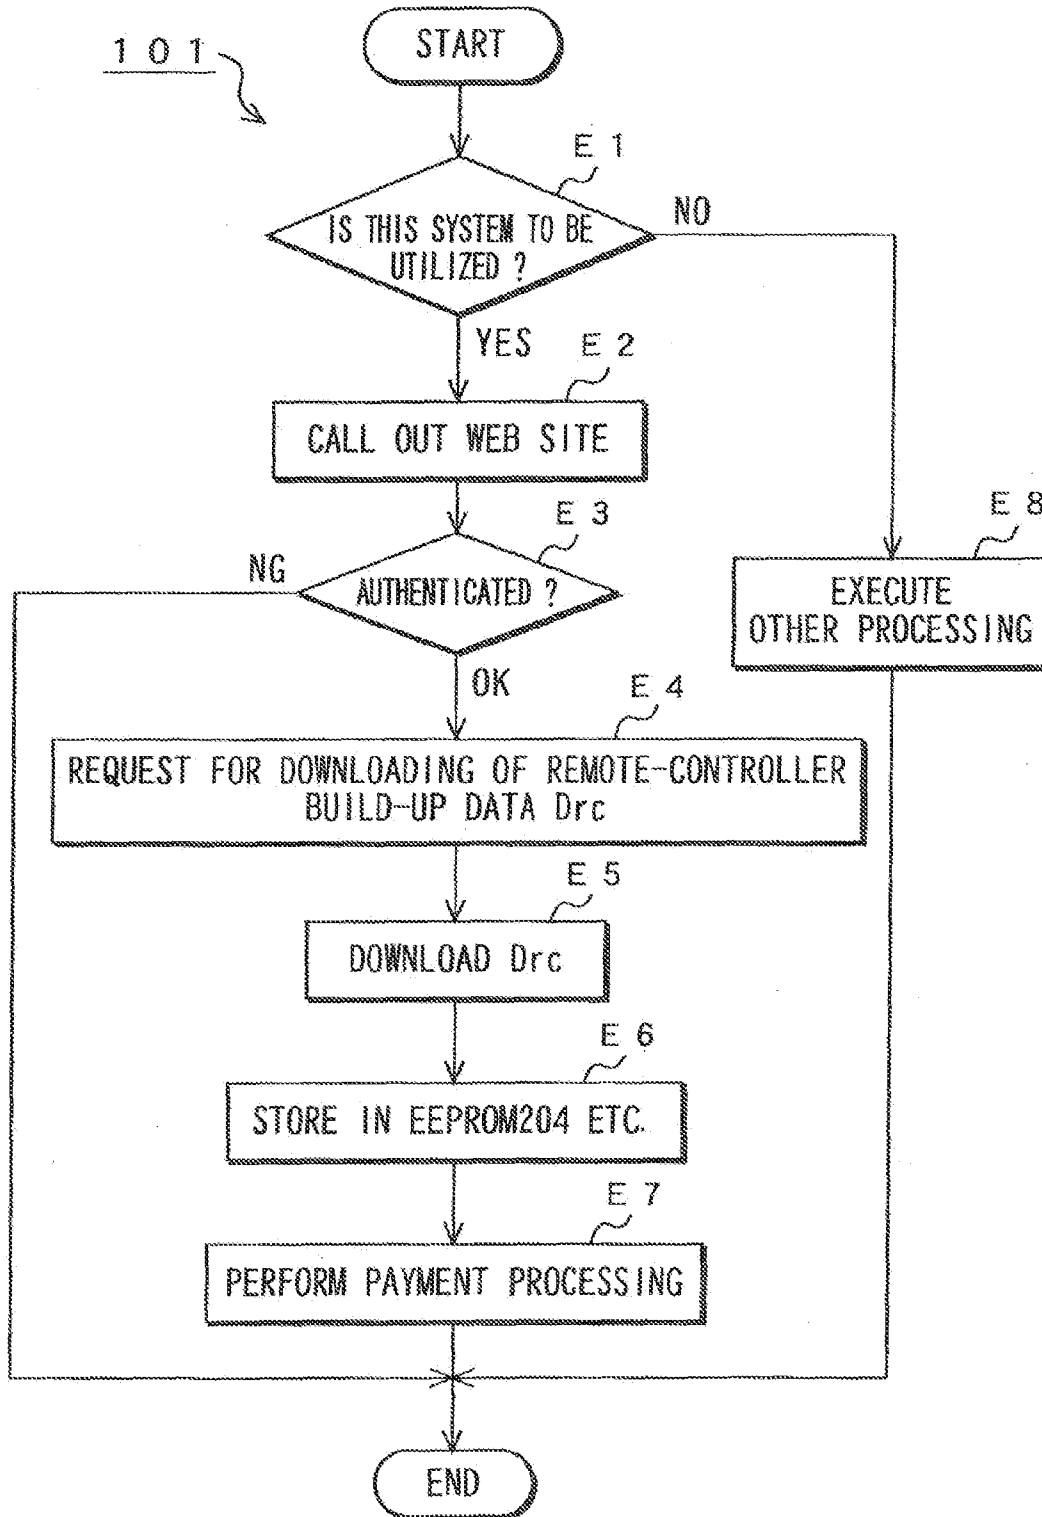 101
START
E1
IS THIS SYSTEM TO BE
UTILIZED ?
NO
YES
E2
CALL OUT WEB SITE
E3
NG
AUTHENTICATED ?
E8
EXECUTE
OTHER PROCESSING
OK
E4
REQUEST FOR DOWNLOADING OF REMOTE-CONTROLLER
BUILD-UP DATA Drc
E5
DOWNLOAD Drc
E6
STORE IN EEPROM204 ETC.
E7
PERFORM PAYMENT PROCESSING
END